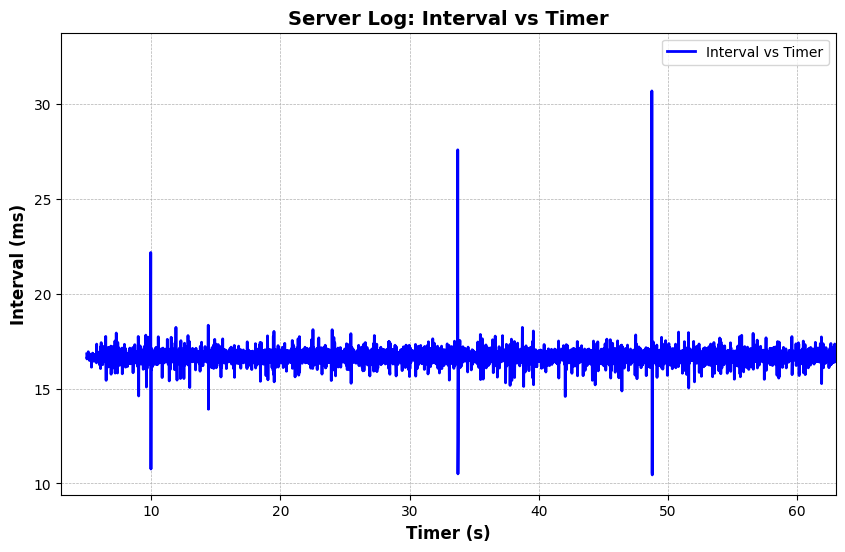 Server Log: Interval vs Timer
Interval vs Timer
Interval (ms)
30
25
20
15
10
10 20 30 40 50 60
Timer (s)